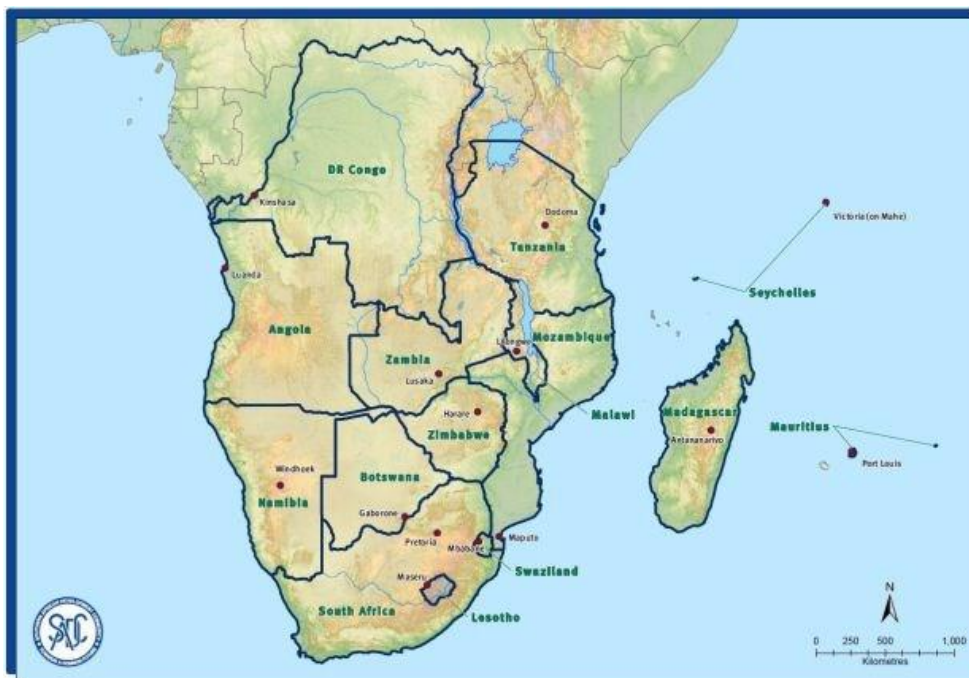 DR Congo
Kinshasa
Dodoma
Victoria (on Mahe)
Tanzania
Luanda
Seychelles
Angola
Mozambique
Lilongwe
Zambia
Lusaka
Malawi
Harare
Zimbabwe
Madagascar
Antananarivo
Mauritius
Port Louis
Windhoek
Botswana
Namibia
Gaborone
Pretoria
Mbabane
Maputo
Swaziland
Maseru
South Africa
Lesotho
SADC
N
0 250 500 1,000
Kilometres